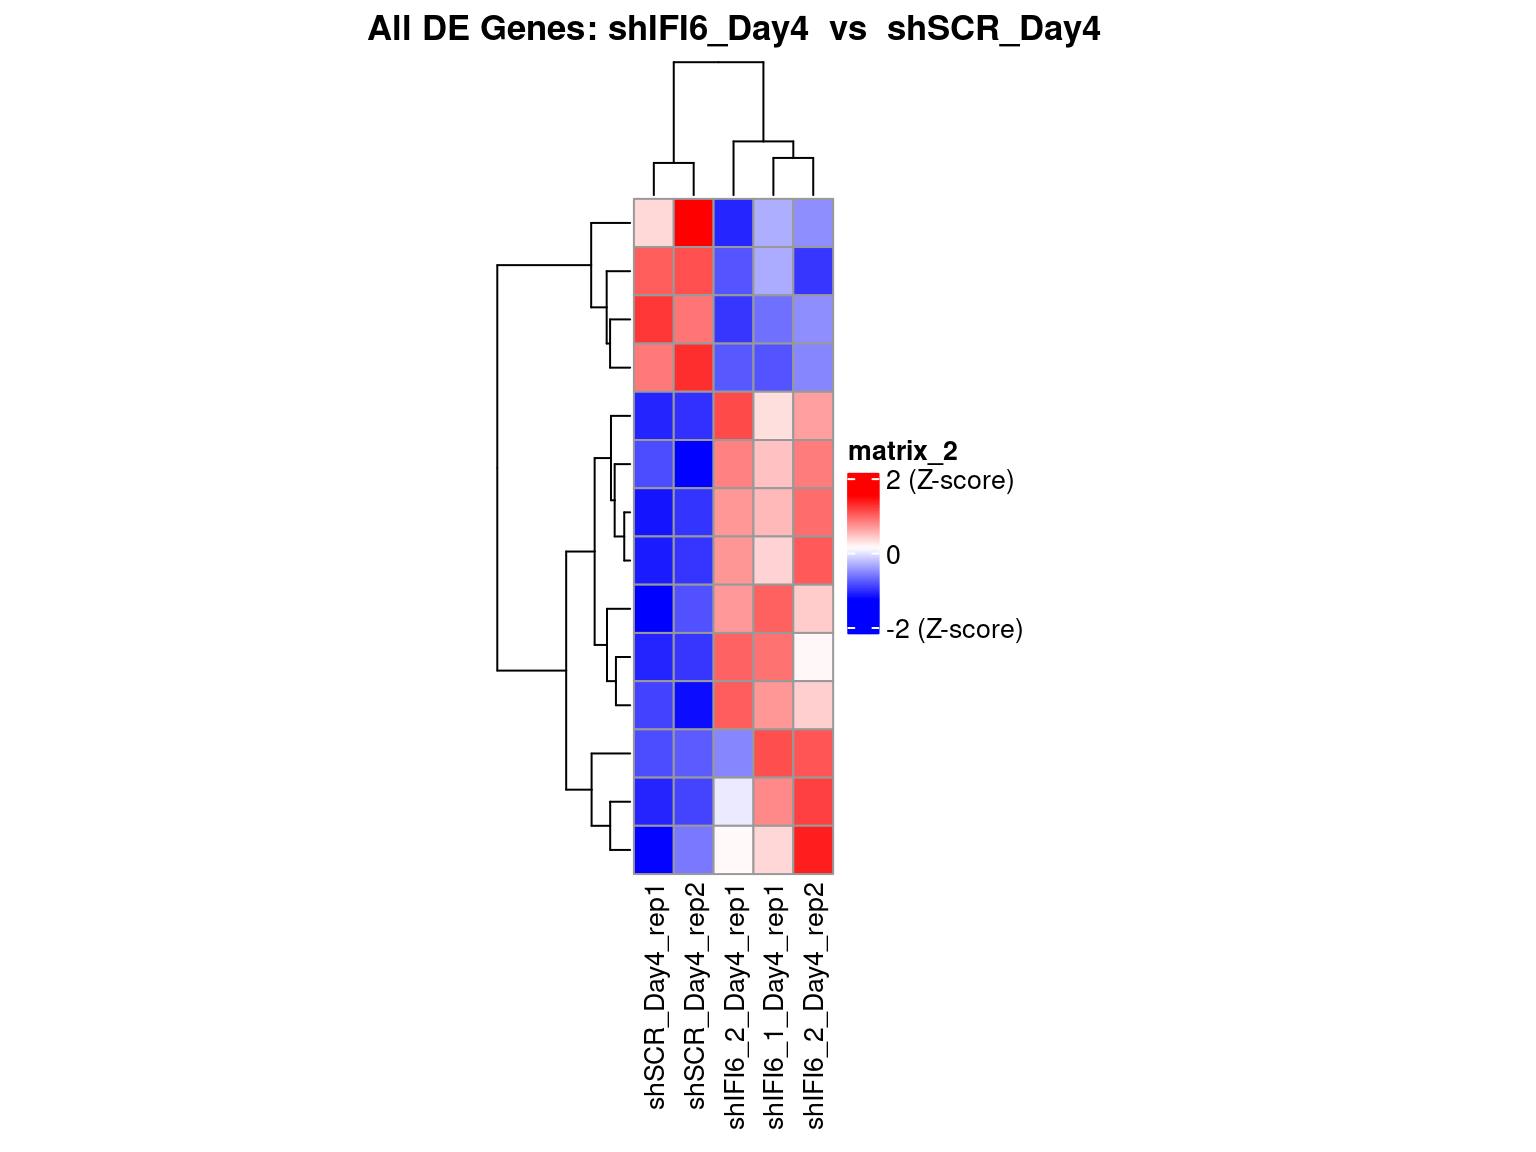 All DE Genes: shIFI6_Day4  vs  shSCR_Day4
matrix_2
2 (Z-score)
0
-2 (Z-score)
shSCR_Day4_rep1
shSCR_Day4_rep2
shIFI6_2_Day4_rep1
shIFI6_1_Day4_rep1
shIFI6_2_Day4_rep2